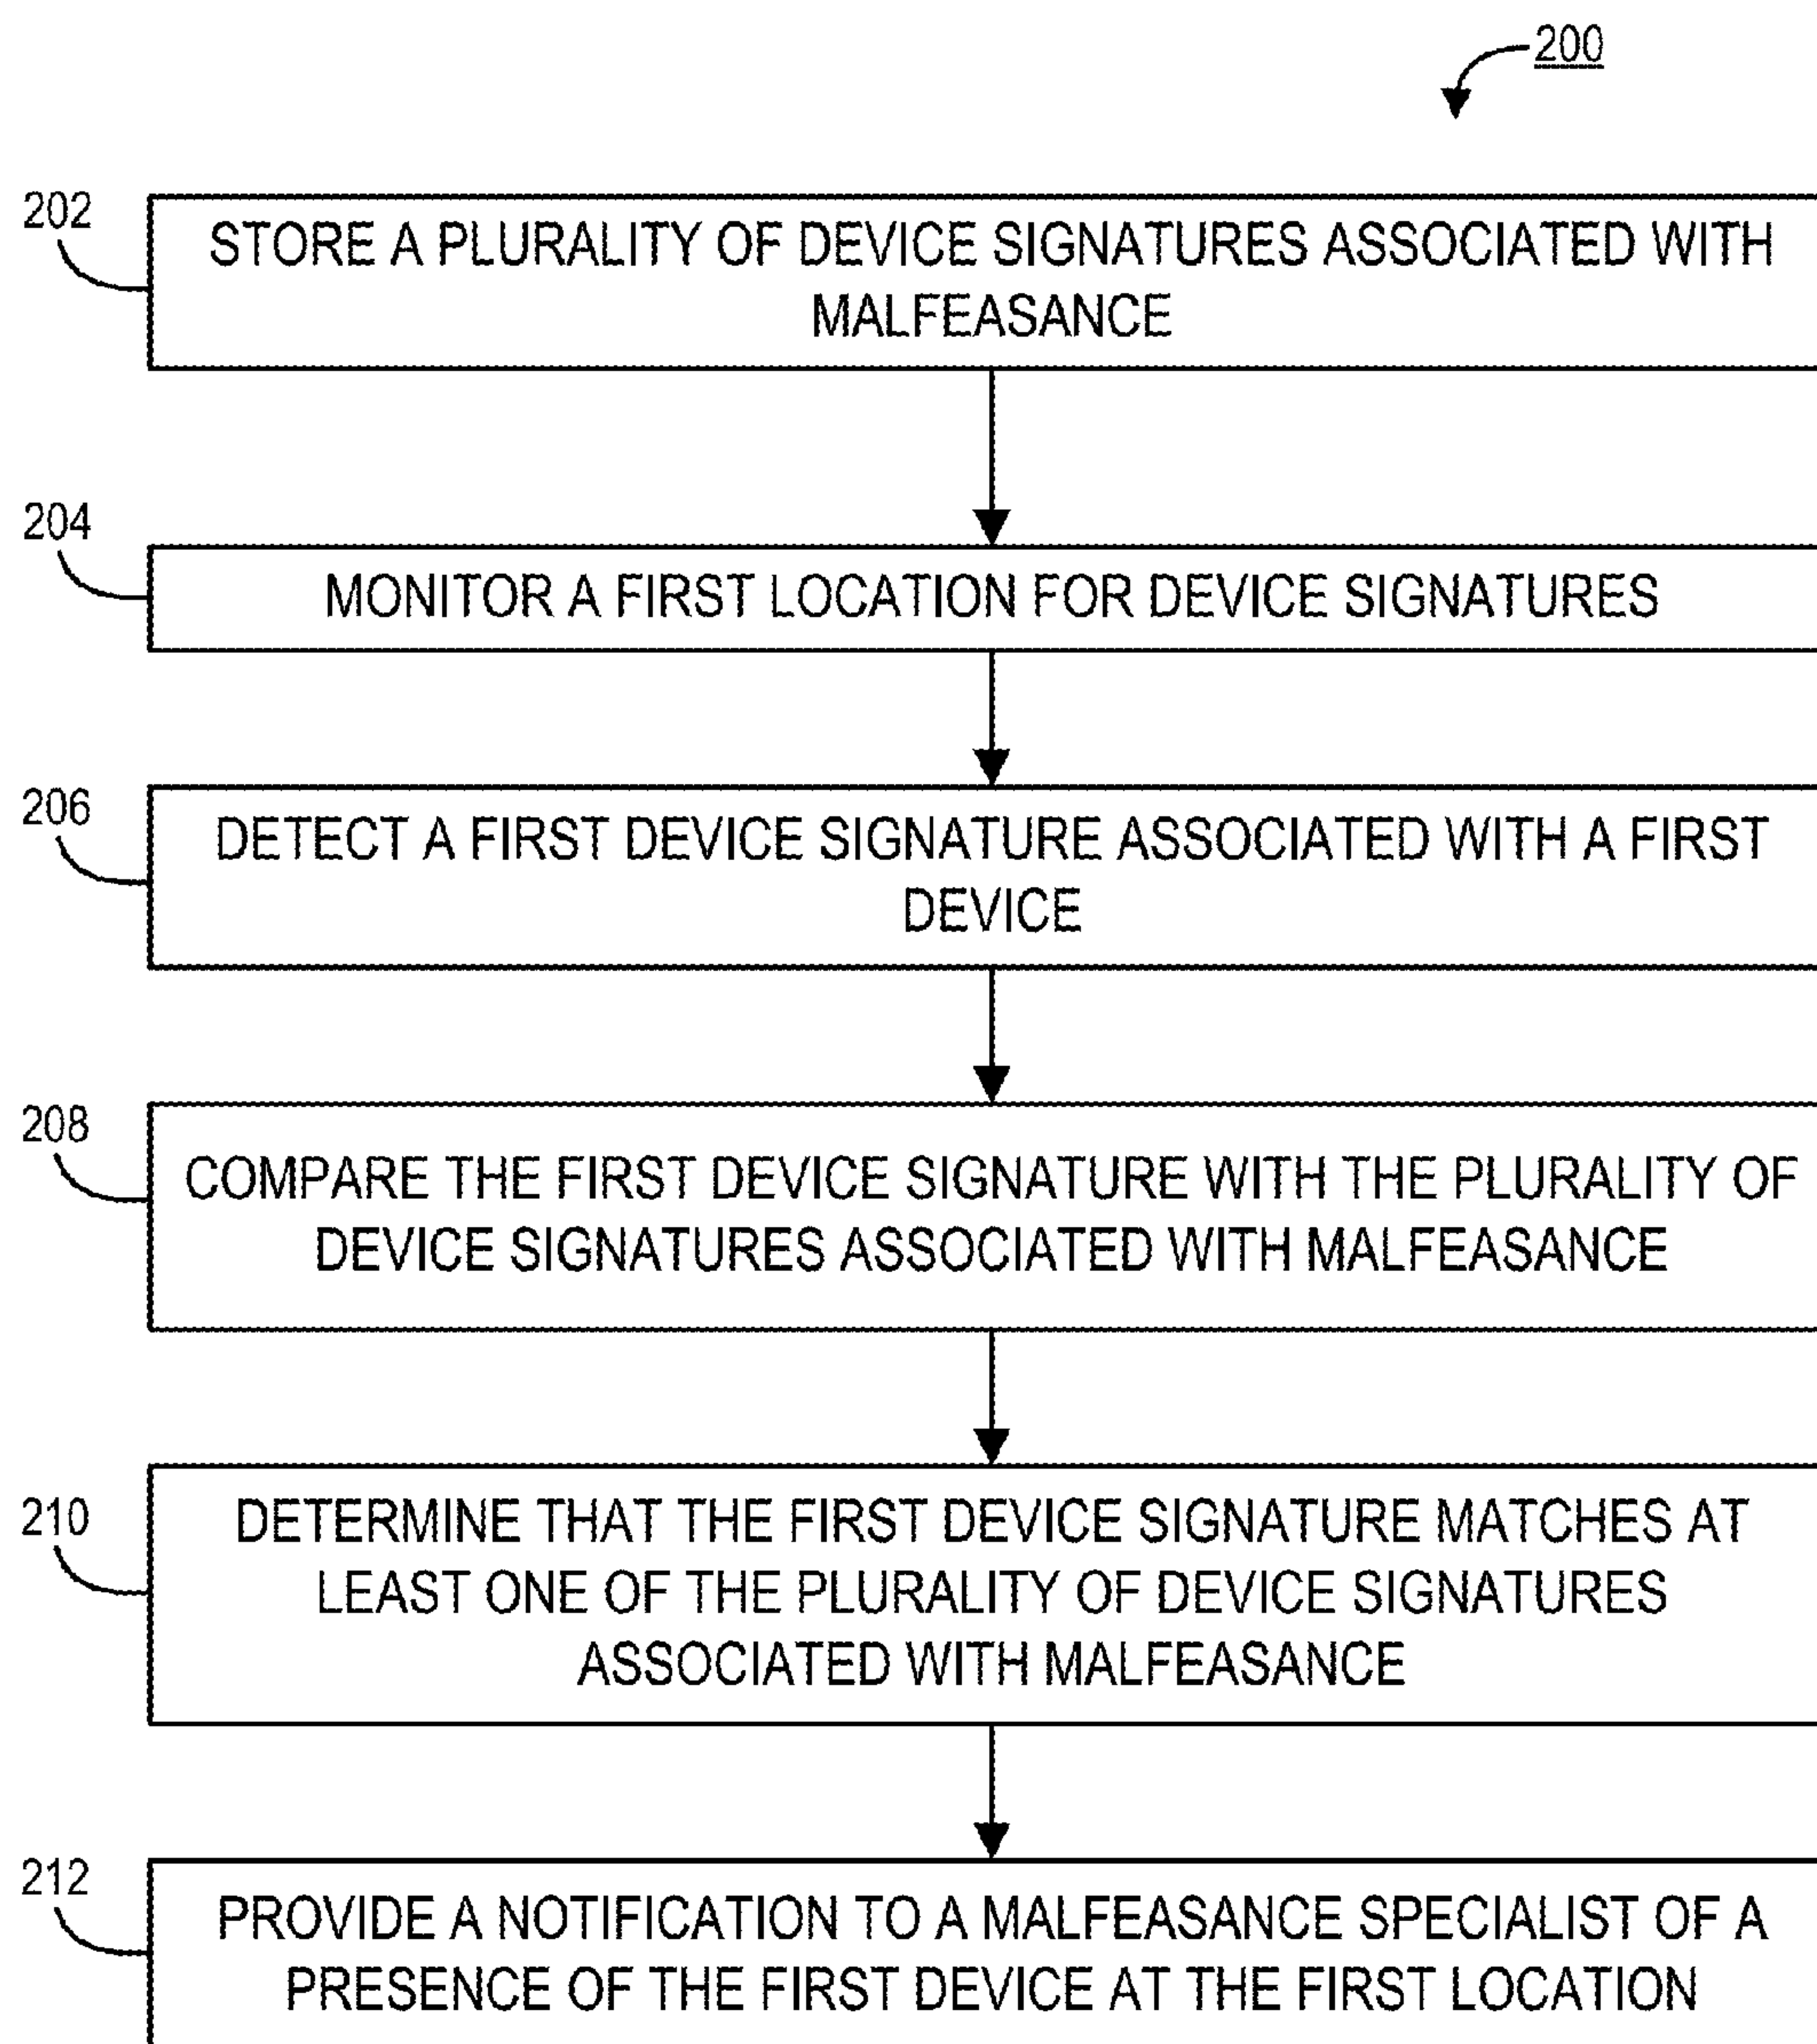 200
202
STORE A PLURALITY OF DEVICE SIGNATURES ASSOCIATED WITH
MALFEASANCE
204
MONITOR A FIRST LOCATION FOR DEVICE SIGNATURES
206
DETECT A FIRST DEVICE SIGNATURE ASSOCIATED WITH A FIRST
DEVICE
208
COMPARE THE FIRST DEVICE SIGNATURE WITH THE PLURALITY OF
DEVICE SIGNATURES ASSOCIATED WITH MALFEASANCE
210
DETERMINE THAT THE FIRST DEVICE SIGNATURE MATCHES AT
LEAST ONE OF THE PLURALITY OF DEVICE SIGNATURES
ASSOCIATED WITH MALFEASANCE
212
PROVIDE A NOTIFICATION TO A MALFEASANCE SPECIALIST OF A
PRESENCE OF THE FIRST DEVICE AT THE FIRST LOCATION